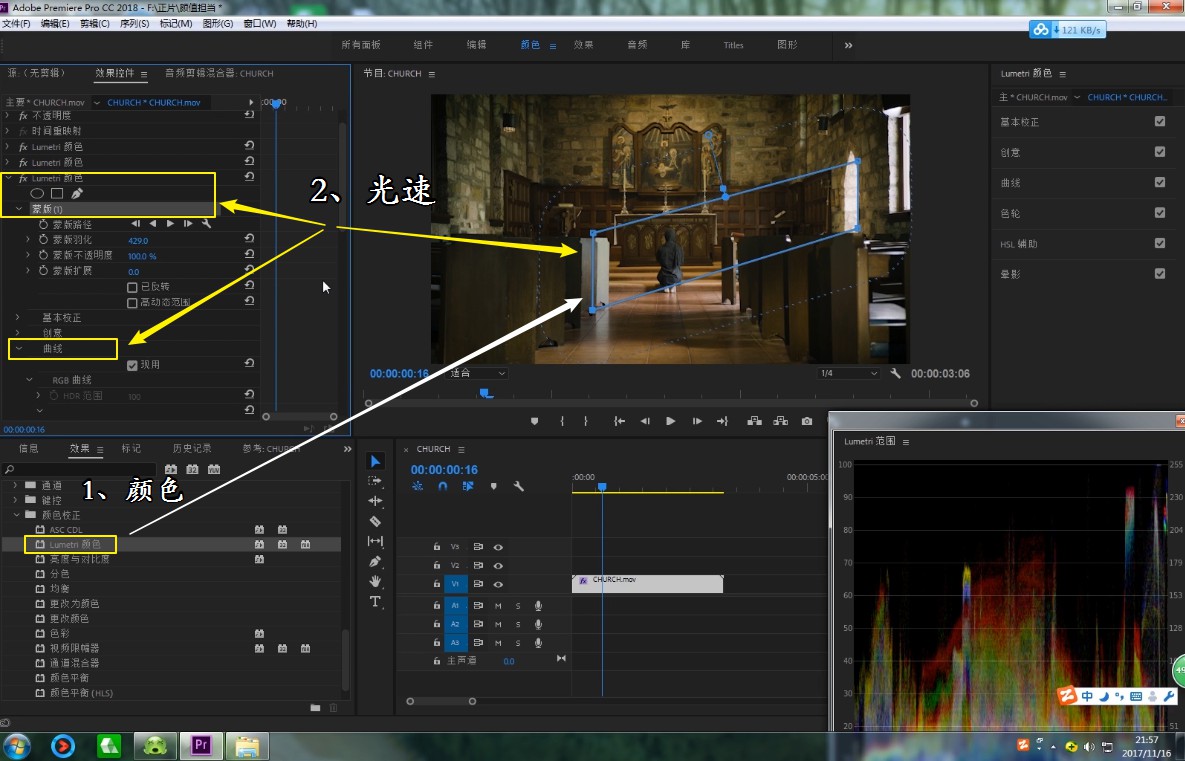 Adobe Premiere Pro CC 2018 - F:\正片\颜值担当 *
文件(F) 编辑(E) 剪辑(C) 序列(S) 标记(M) 图形(G) 窗口(W) 帮助(H)
121 KB/s
所有面板 组件 编辑 颜色 效果 音频 库 Titles 图形
源（无剪辑） 效果控件 音频剪辑混合器: CHURCH
主要 * CHURCH.mov CHURCH * CHURCH.mov :00:00
fx 不透明度
fx 时间重映射
fx Lumetri 颜色
fx Lumetri 颜色
fx Lumetri 颜色
蒙版 (1)
蒙版路径
蒙版羽化 429.0
蒙版不透明度 100.0 %
蒙版扩展 0.0
已反转
高动态范围
基本校正
创意
曲线
现用
RGB 曲线
HDR 范围 100
00:00:00:16
节目: CHURCH
2、光速
00:00:00:16 适合 1/4 00:00:03:06
Lumetri 颜色
主 * CHURCH.mov CHURCH * CHURCH...
基本校正
创意
曲线
色轮
HSL 辅助
晕影
信息 效果 标记 历史记录 参考: CHURCH
1、颜色
通道
键控
颜色校正
ASC CDL
Lumetri 颜色
亮度与对比度
分色
均衡
更改为颜色
更改颜色
色彩
视频限幅器
通道混合器
颜色平衡
颜色平衡 (HLS)
CHURCH
00:00:00:16
:00:00 00:00:05:00
V3
V2
V1 fx CHURCH.mov
A1 M S
A2 M S
A3 M S
主声道 0.0
Lumetri 范围
100 255
90 230
80 204
70 179
60 153
50 128
40
30
20 51
中
21:57
2017/11/16